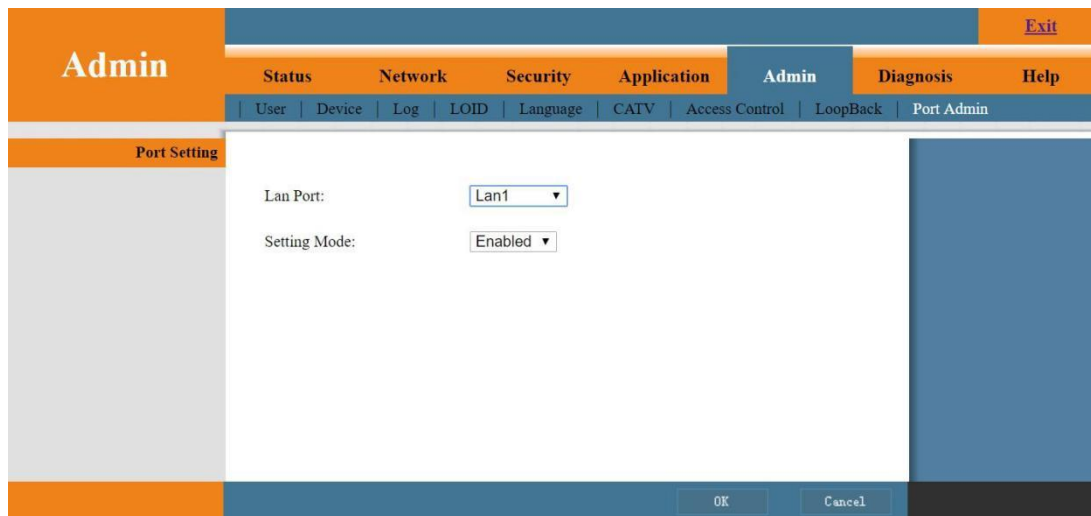 Exit
Admin
Status Network Security Application Admin Diagnosis Help
| User | Device | Log | LOID | Language | CATV | Access Control | LoopBack | Port Admin
Port Setting
Lan Port: Lan1
Setting Mode: Enabled
OK Cancel